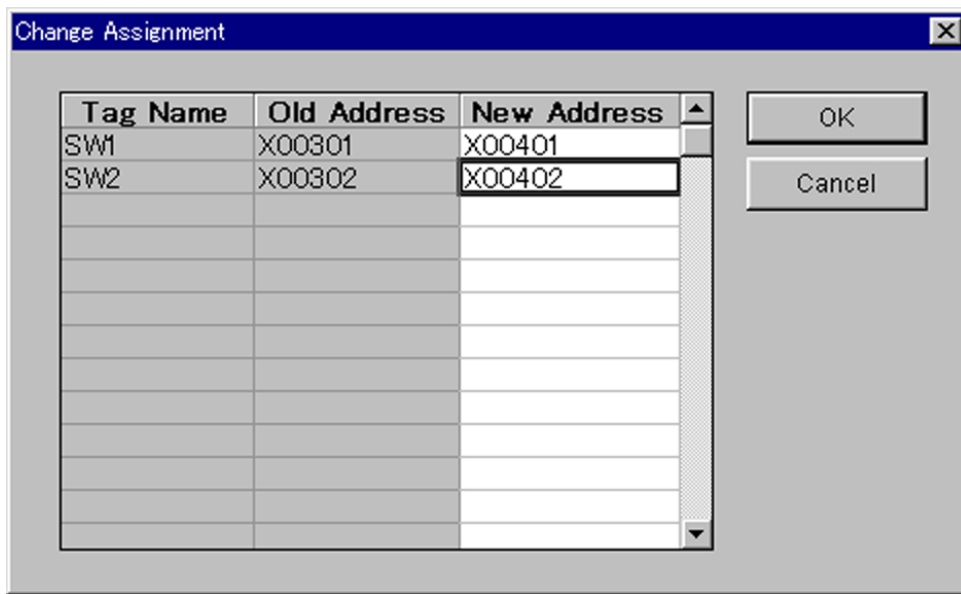 Change Assignment
Tag Name Old Address New Address
SW1 X00301 X00401
SW2 X00302 X00402
OK
Cancel